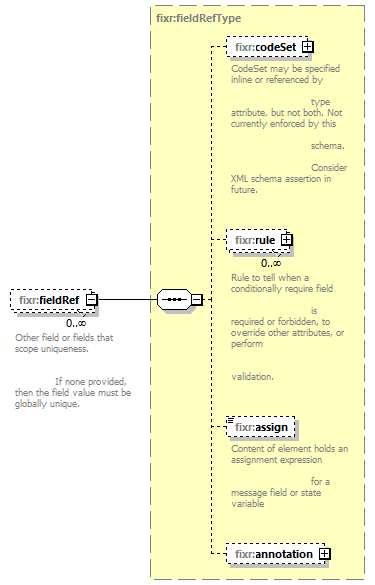 fixr:fieldRefType
fixr:codeSet
CodeSet may be specified
inline or referenced by
type
attribute, but not both. Not
currently enforced by this
schema.
Consider
XML schema assertion in
future.
fixr:rule
0..∞
Rule to tell when a
conditionally require field
is
required or forbidden, to
override other attributes, or
perform
validation.
fixr:fieldRef
0..∞
Other field or fields that
scope uniqueness.
If none provided,
then the field value must be
globally unique.
fixr:assign
Content of element holds an
assignment expression
for a
message field or state
variable
fixr:annotation